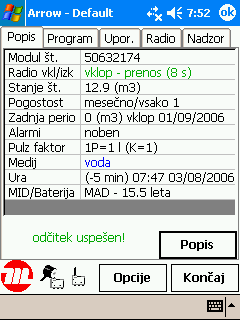 Arrow - Default 7:52 ok
Popis Program Upor. Radio Nadzor
Modul št. 50632174
Radio vkl/izk vklop - prenos (8 s)
Stanje št. 12.9 (m3)
Pogostost mesečno/vsako 1
Zadnja perio 0 (m3) vklop 01/09/2006
Alarmi noben
Pulz faktor 1P=1 l (K=1)
Medij voda
Ura (-5 min) 07:47 03/08/2006
MID/Baterija MAD - 15.5 leta
odčitek uspešen!
Popis
Opcije Končaj